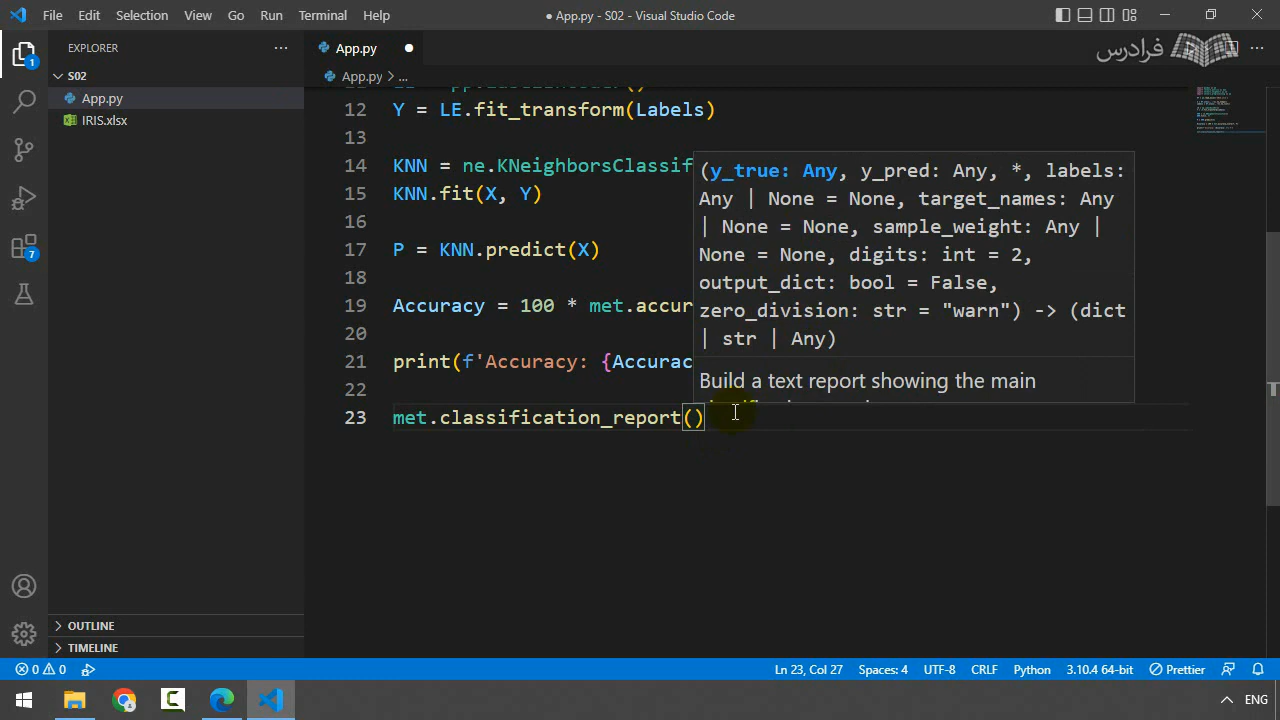 File Edit Selection View Go Run Terminal Help
● App.py - S02 - Visual Studio Code
EXPLORER
S02
App.py
IRIS.xlsx
OUTLINE
TIMELINE
1
7
App.py
فرادرس
App.py > ...
12 Y = LE.fit_transform(Labels)
13
14 KNN = ne.KNeighborsClassif
15 KNN.fit(X, Y)
16
17 P = KNN.predict(X)
18
19 Accuracy = 100 * met.accur
20
21 print(f'Accuracy: {Accurac
22
23 met.classification_report()
(y_true: Any, y_pred: Any, *, labels:
Any | None = None, target_names: Any
| None = None, sample_weight: Any |
None = None, digits: int = 2,
output_dict: bool = False,
zero_division: str = "warn") -> (dict
| str | Any)
Build a text report showing the main
0 0
Ln 23, Col 27 Spaces: 4 UTF-8 CRLF Python 3.10.4 64-bit Prettier
ENG